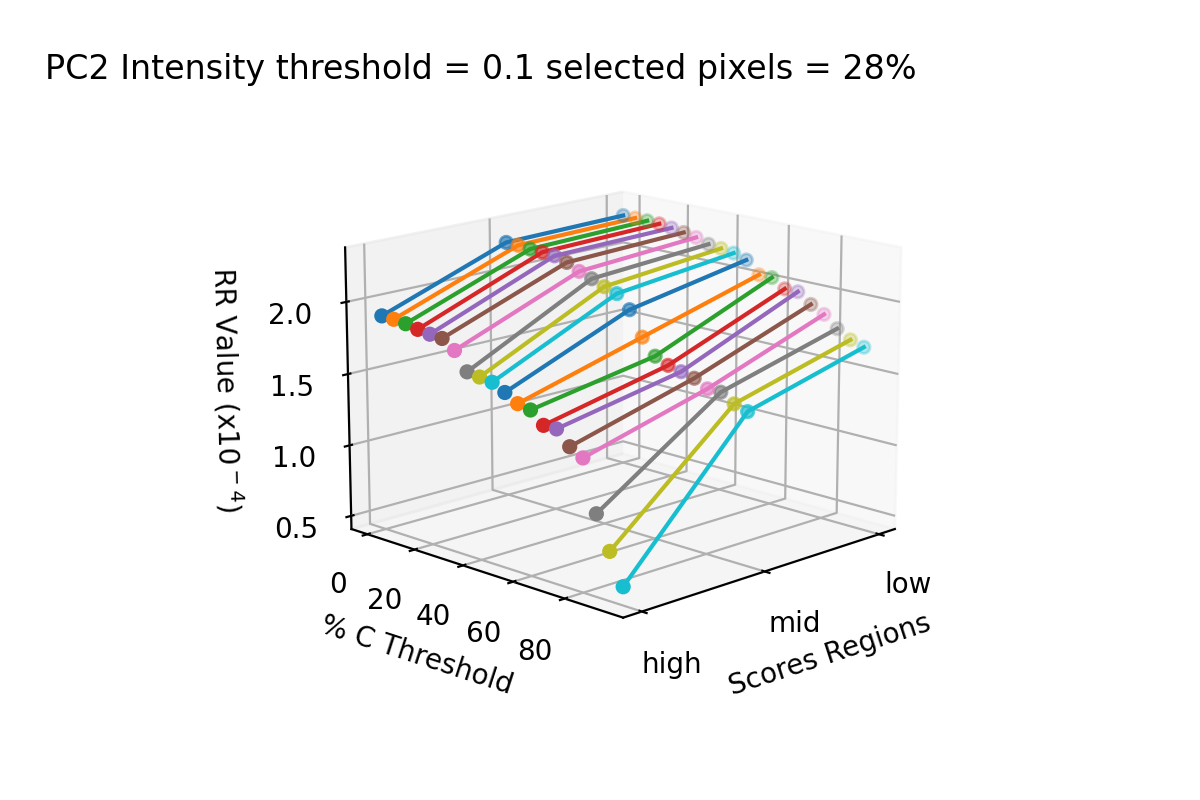 PC2 Intensity threshold = 0.1 selected pixels = 28%
RR Value (x10⁻⁴)
2.0
1.5
1.0
0.5
0
20
40
60
80
% C Threshold
high
mid
low
Scores Regions